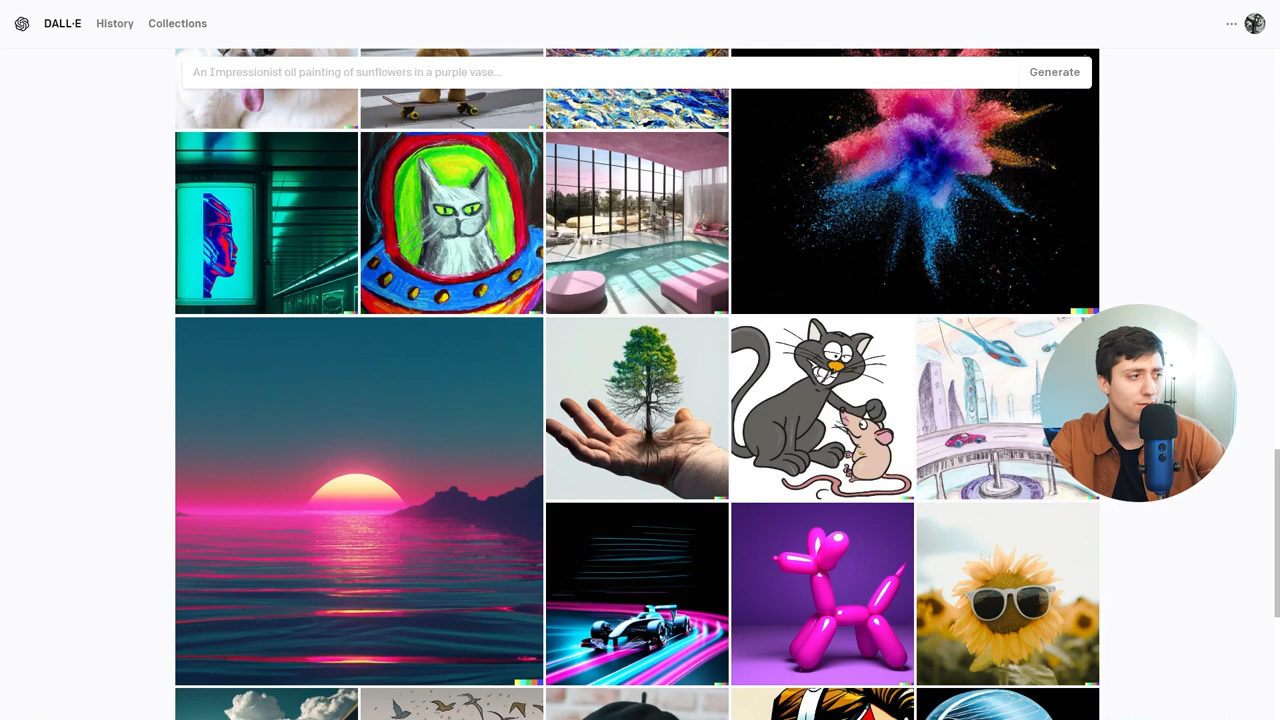 DALL·E History Collections
An Impressionist oil painting of sunflowers in a purple vase...
Generate